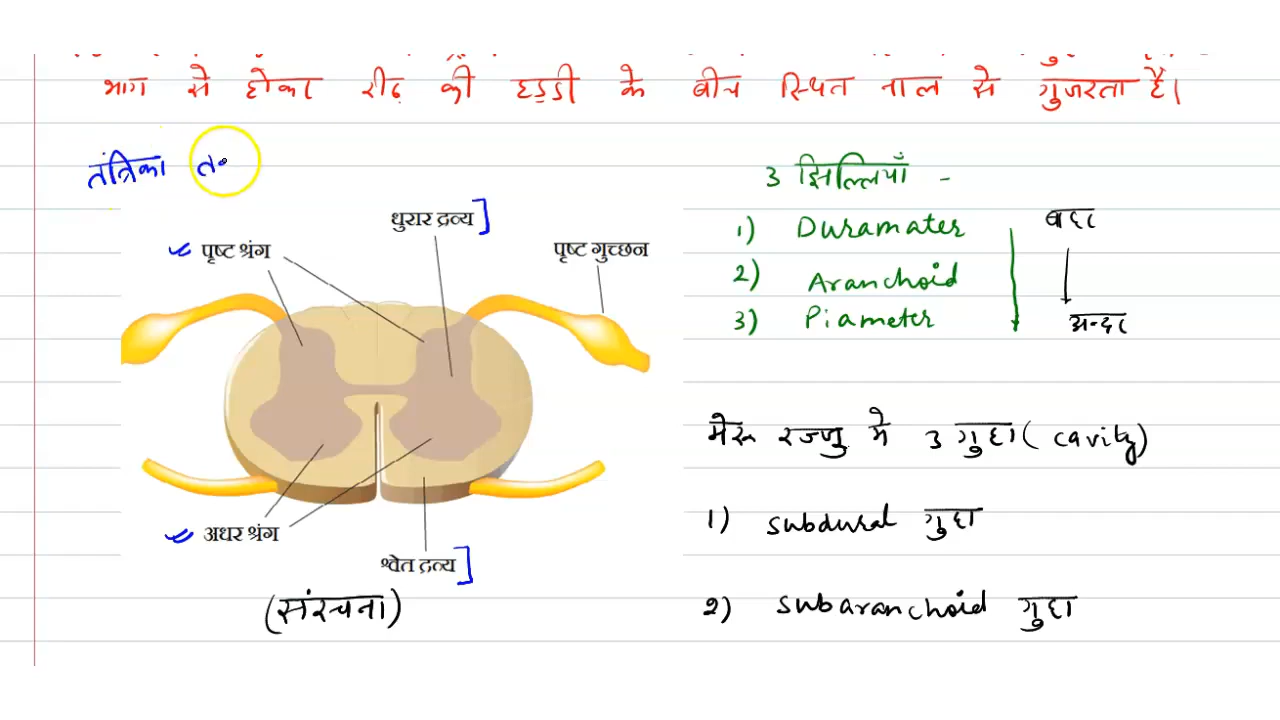 भाग से होकर रीढ़ की हड्डी के बीच स्थित नाल से गुजरता है।
तंत्रिका त
धुरार द्रव्य ]
पृष्ट श्रंग
पृष्ट गुच्छन
अधर श्रंग
श्वेत द्रव्य ]
(संरचना)
3 झिल्लियाँ -
1) Duramater
2) Aranchoid
3) Piameter
बाहर
अन्दर
मेरू रज्जु में 3 गुहा (cavity)
1) subdural गुहा
2) subaranchoid गुहा